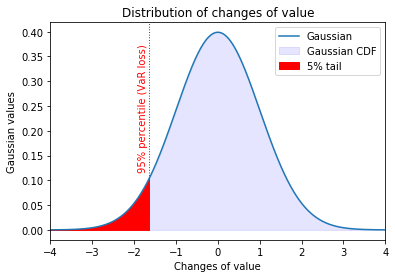 Distribution of changes of value
Gaussian values
0.40
0.35
0.30
0.25
0.20
0.15
0.10
0.05
0.00
95% percentile (VaR loss)
Gaussian
Gaussian CDF
5% tail
−4 −3 −2 −1 0 1 2 3 4
Changes of value